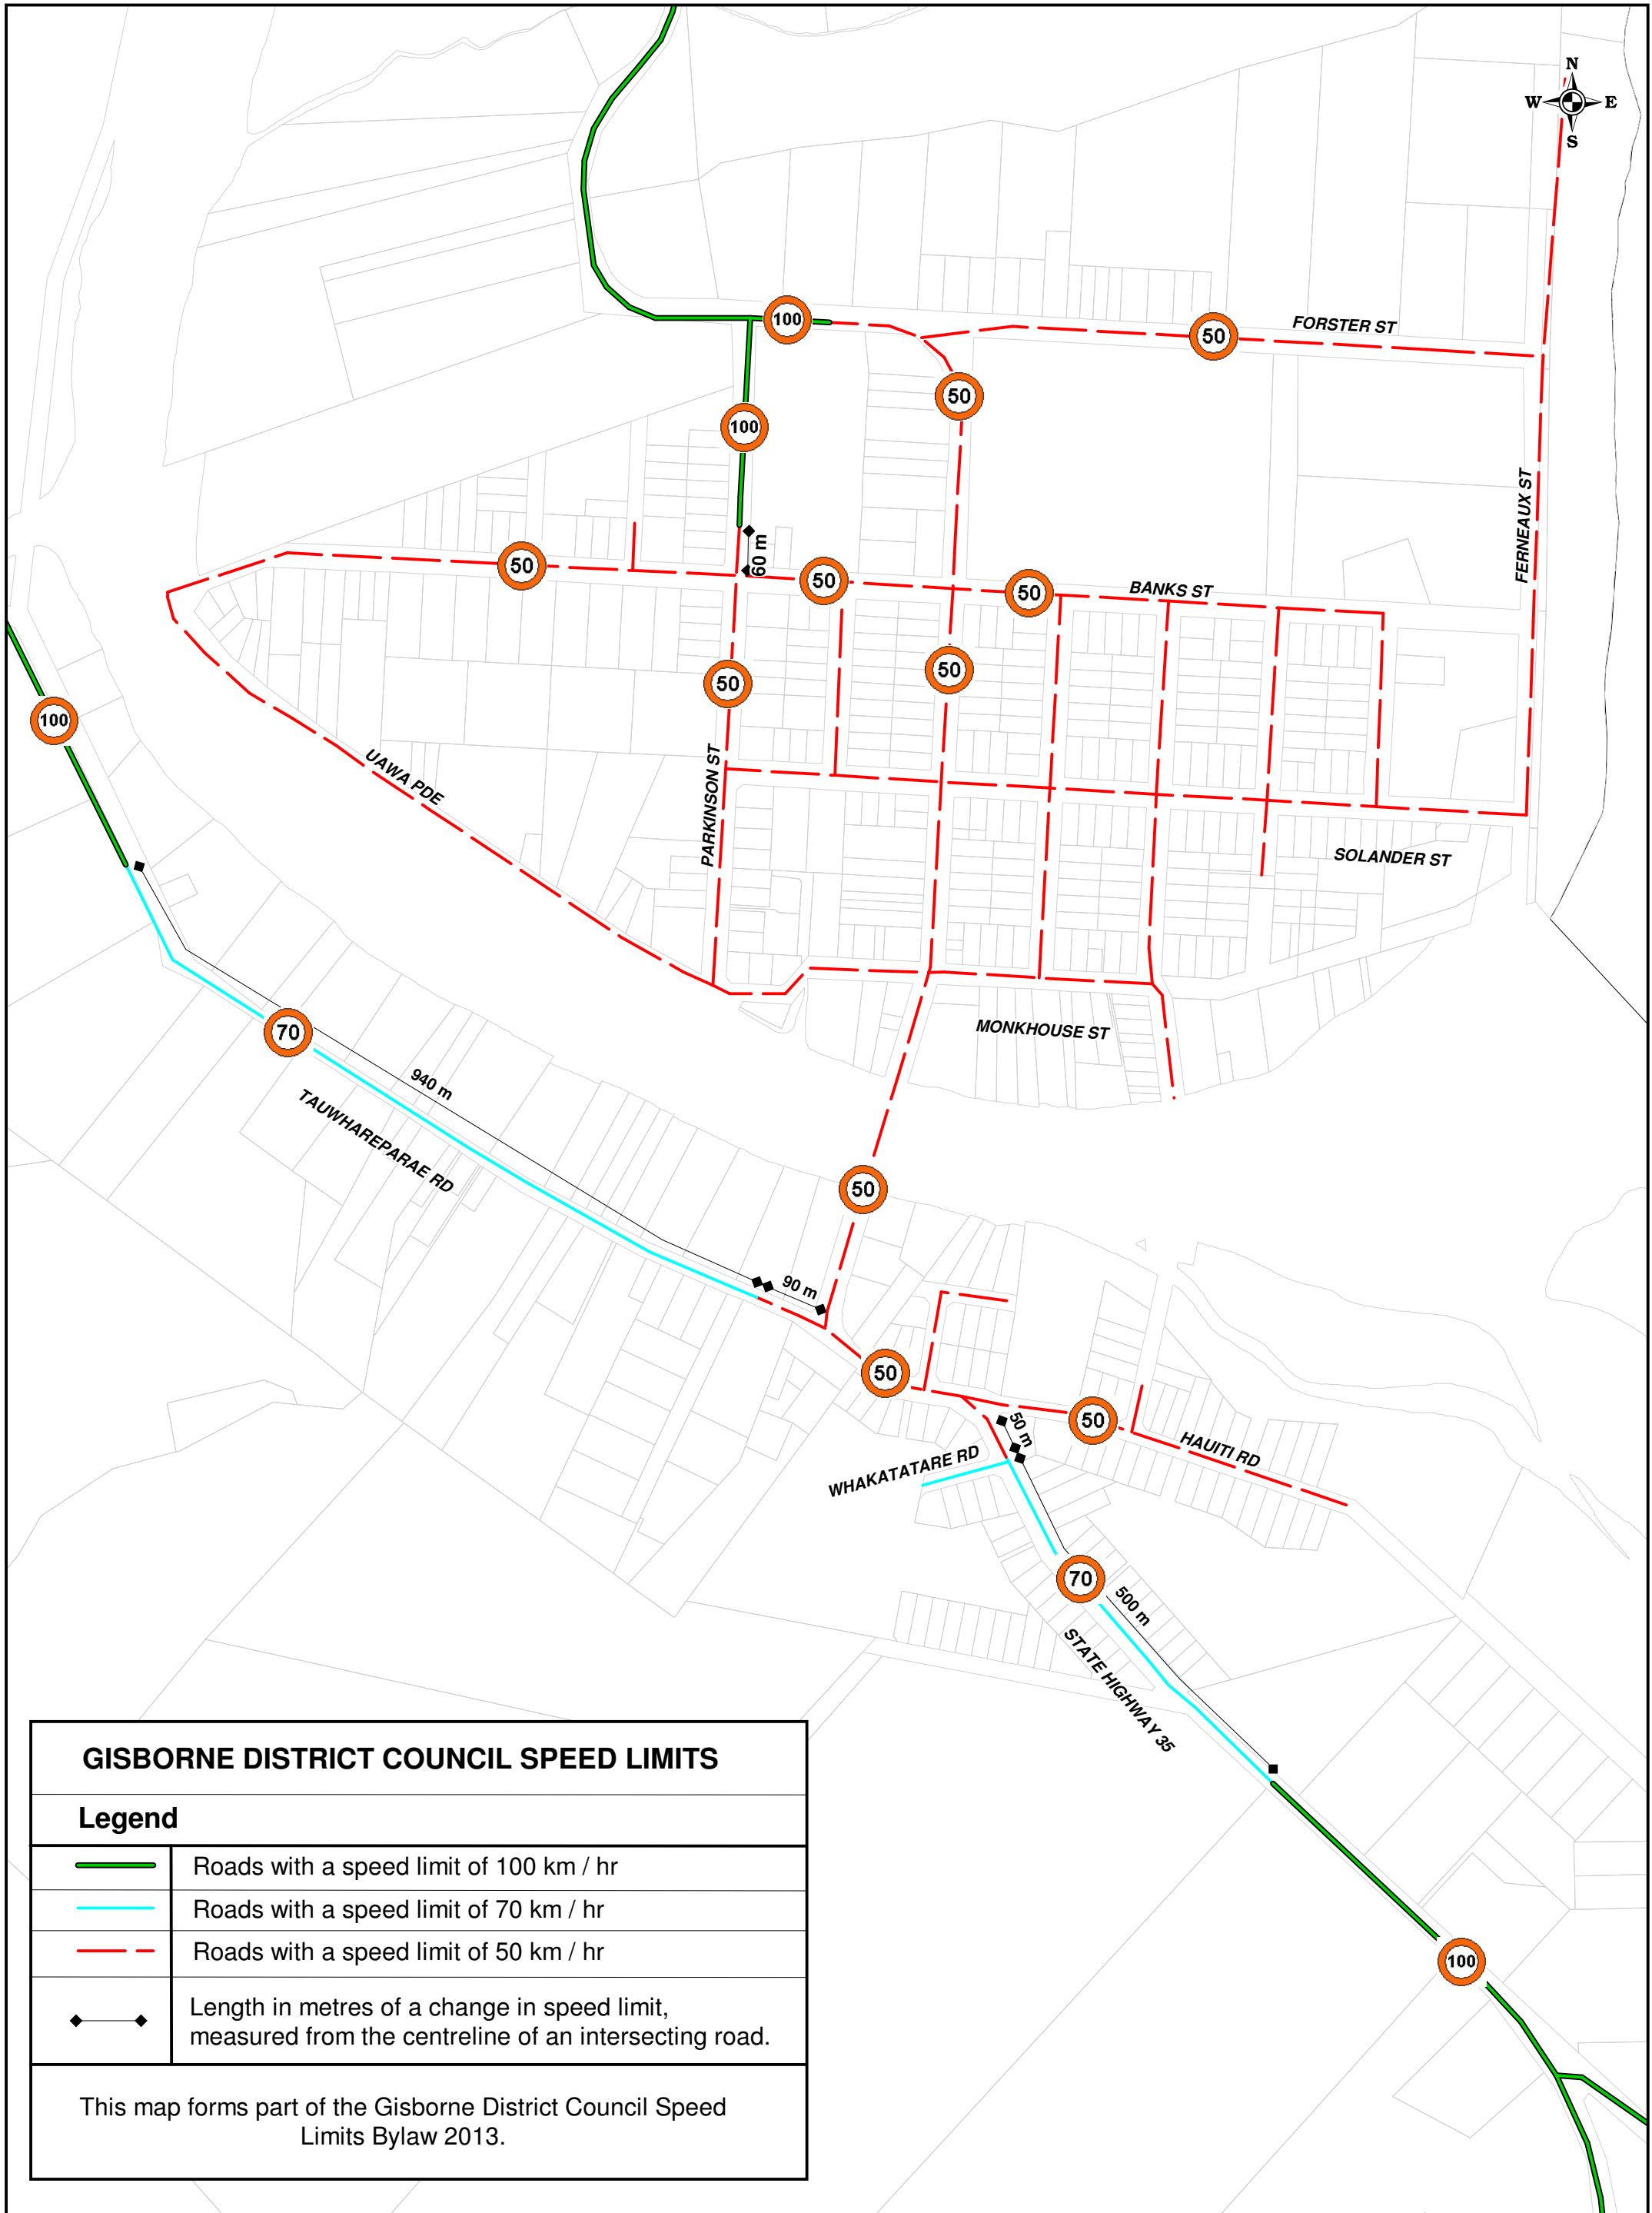 N
W E
S
100
50
FORSTER ST
50
100
FERNEAUX ST
60 m
50
50
50
BANKS ST
50
50
100
PARKINSON ST
UAWA PDE
SOLANDER ST
70
MONKHOUSE ST
940 m
TAUWHAREPARAE RD
50
90 m
50
50
50 m
HAUITI RD
WHAKATATARE RD
70
500 m
STATE HIGHWAY 35
100
GISBORNE DISTRICT COUNCIL SPEED LIMITS
Legend
Roads with a speed limit of 100 km / hr
Roads with a speed limit of 70 km / hr
Roads with a speed limit of 50 km / hr
Length in metres of a change in speed limit,
measured from the centreline of an intersecting road.
This map forms part of the Gisborne District Council Speed
Limits Bylaw 2013.